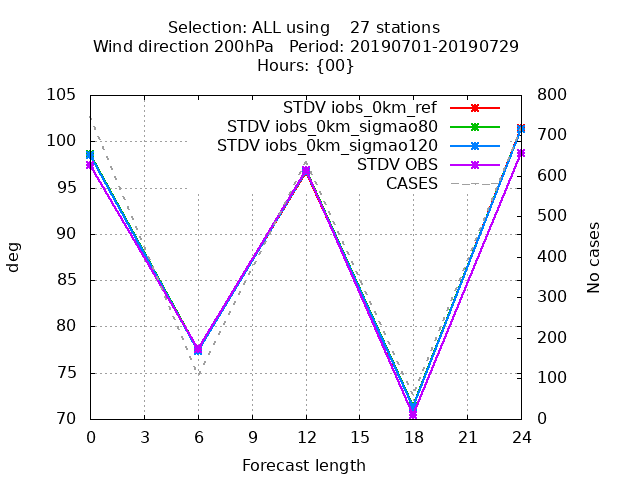 Selection: ALL using    27 stations
Wind direction 200hPa   Period: 20190701-20190729
Hours: {00}
STDV iobs_0km_ref
STDV iobs_0km_sigmao80
STDV iobs_0km_sigmao120
STDV OBS
CASES
105
100
95
90
85
80
75
70
deg
800
700
600
500
400
300
200
100
0
No cases
0 3 6 9 12 15 18 21 24
Forecast length